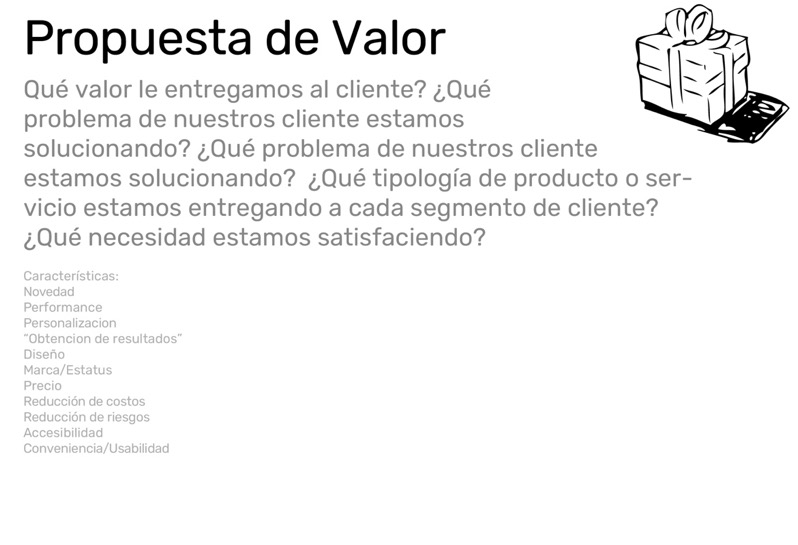 Propuesta de Valor
Qué valor le entregamos al cliente? ¿Qué
problema de nuestros cliente estamos
solucionando? ¿Qué problema de nuestros cliente
estamos solucionando?  ¿Qué tipología de producto o ser-
vicio estamos entregando a cada segmento de cliente?
¿Qué necesidad estamos satisfaciendo?
Características:
Novedad
Performance
Personalizacion
“Obtencion de resultados”
Diseño
Marca/Estatus
Precio
Reducción de costos
Reducción de riesgos
Accesibilidad
Conveniencia/Usabilidad